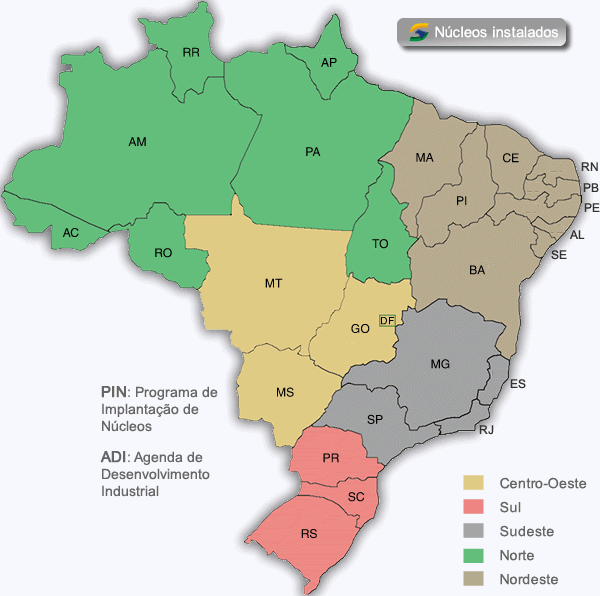 Núcleos instalados
RR
AP
AM
PA
MA
CE
RN
PI
PB
PE
AC
RO
TO
AL
SE
BA
MT
GO
DF
MG
MS
ES
SP
RJ
PR
SC
RS
PIN: Programa de
Implantação de
Núcleos
ADI: Agenda de
Desenvolvimento
Industrial
Centro-Oeste
Sul
Sudeste
Norte
Nordeste